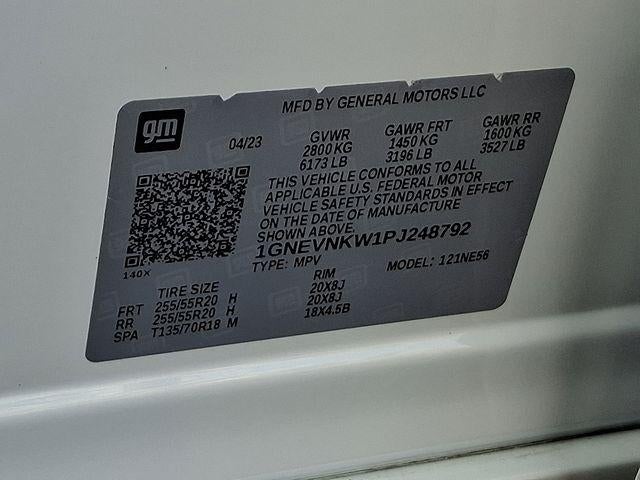 MFD BY GENERAL MOTORS LLC
gm
04/23 GVWR GAWR FRT GAWR RR
2800 KG 1450 KG 1600 KG
6173 LB 3196 LB 3527 LB
THIS VEHICLE CONFORMS TO ALL
APPLICABLE U.S. FEDERAL MOTOR
VEHICLE SAFETY STANDARDS IN EFFECT
ON THE DATE OF MANUFACTURE
SHOWN ABOVE.
1GNEVNKW1PJ248792
140X
TYPE: MPV MODEL: 121NE56
TIRE SIZE RIM
FRT 255/55R20 H 20X8J
RR 255/55R20 H 20X8J
SPA T135/70R18 M 18X4.5B